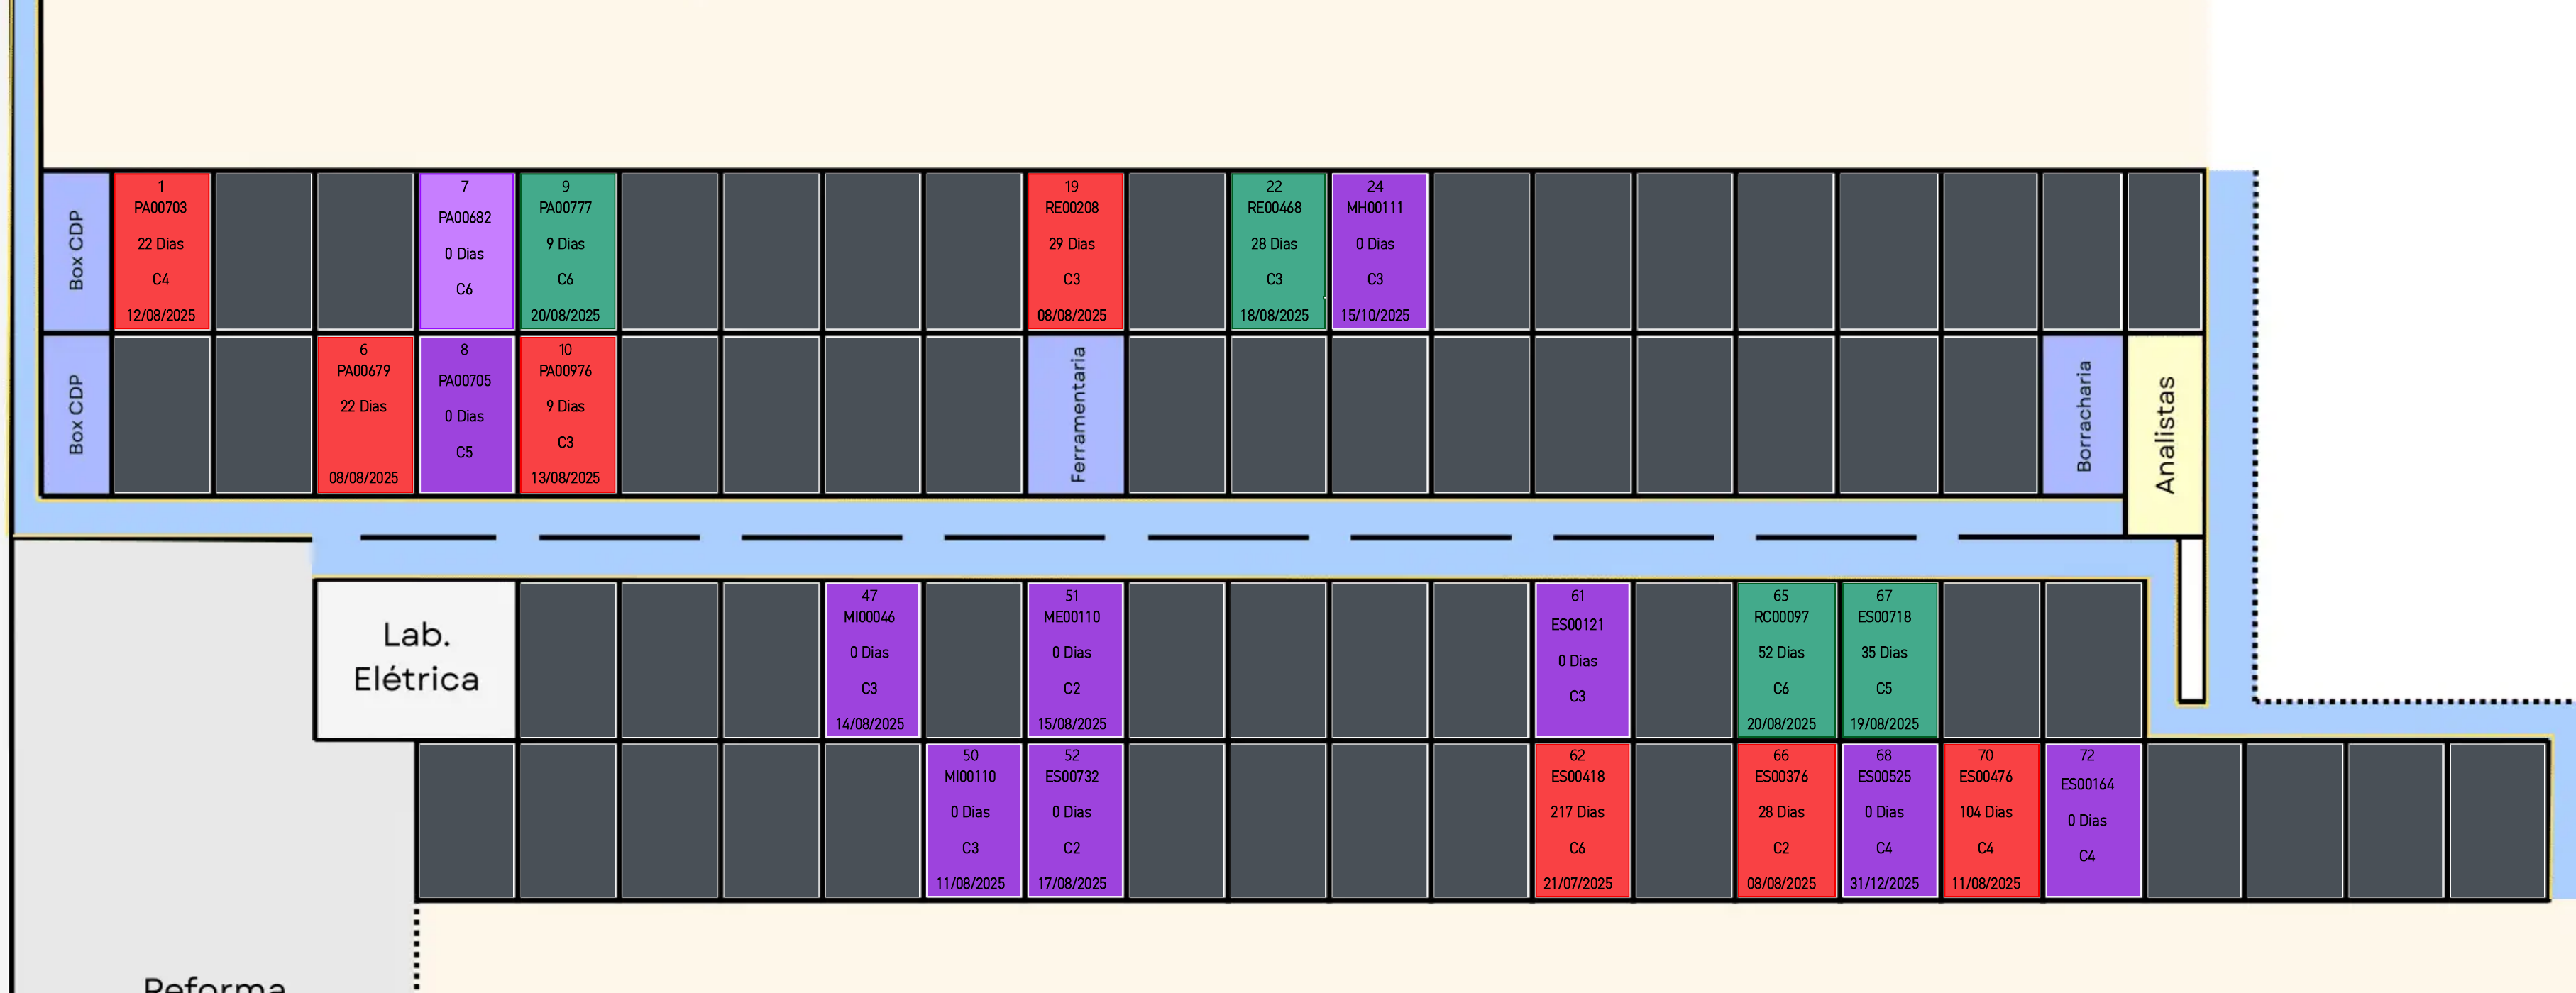 Box CDP
1
PA00703
22 Dias
C4
12/08/2025
7
PA00682
0 Dias
C6
9
PA00777
9 Dias
C6
20/08/2025
19
RE00208
29 Dias
C3
08/08/2025
22
RE00468
28 Dias
C3
18/08/2025
24
MH00111
0 Dias
C3
15/10/2025
Box CDP
6
PA00679
22 Dias
08/08/2025
8
PA00705
0 Dias
C5
10
PA00976
9 Dias
C3
13/08/2025
Ferramentaria
Borracharia
Analistas
Lab.
Elétrica
47
MI00046
0 Dias
C3
14/08/2025
51
ME00110
0 Dias
C2
15/08/2025
61
ES00121
0 Dias
C3
65
RC00097
52 Dias
C6
20/08/2025
67
ES00718
35 Dias
C5
19/08/2025
50
MI00110
0 Dias
C3
11/08/2025
52
ES00732
0 Dias
C2
17/08/2025
62
ES00418
217 Dias
C6
21/07/2025
66
ES00376
28 Dias
C2
08/08/2025
68
ES00525
0 Dias
C4
31/12/2025
70
ES00476
104 Dias
C4
11/08/2025
72
ES00164
0 Dias
C4
Reforma